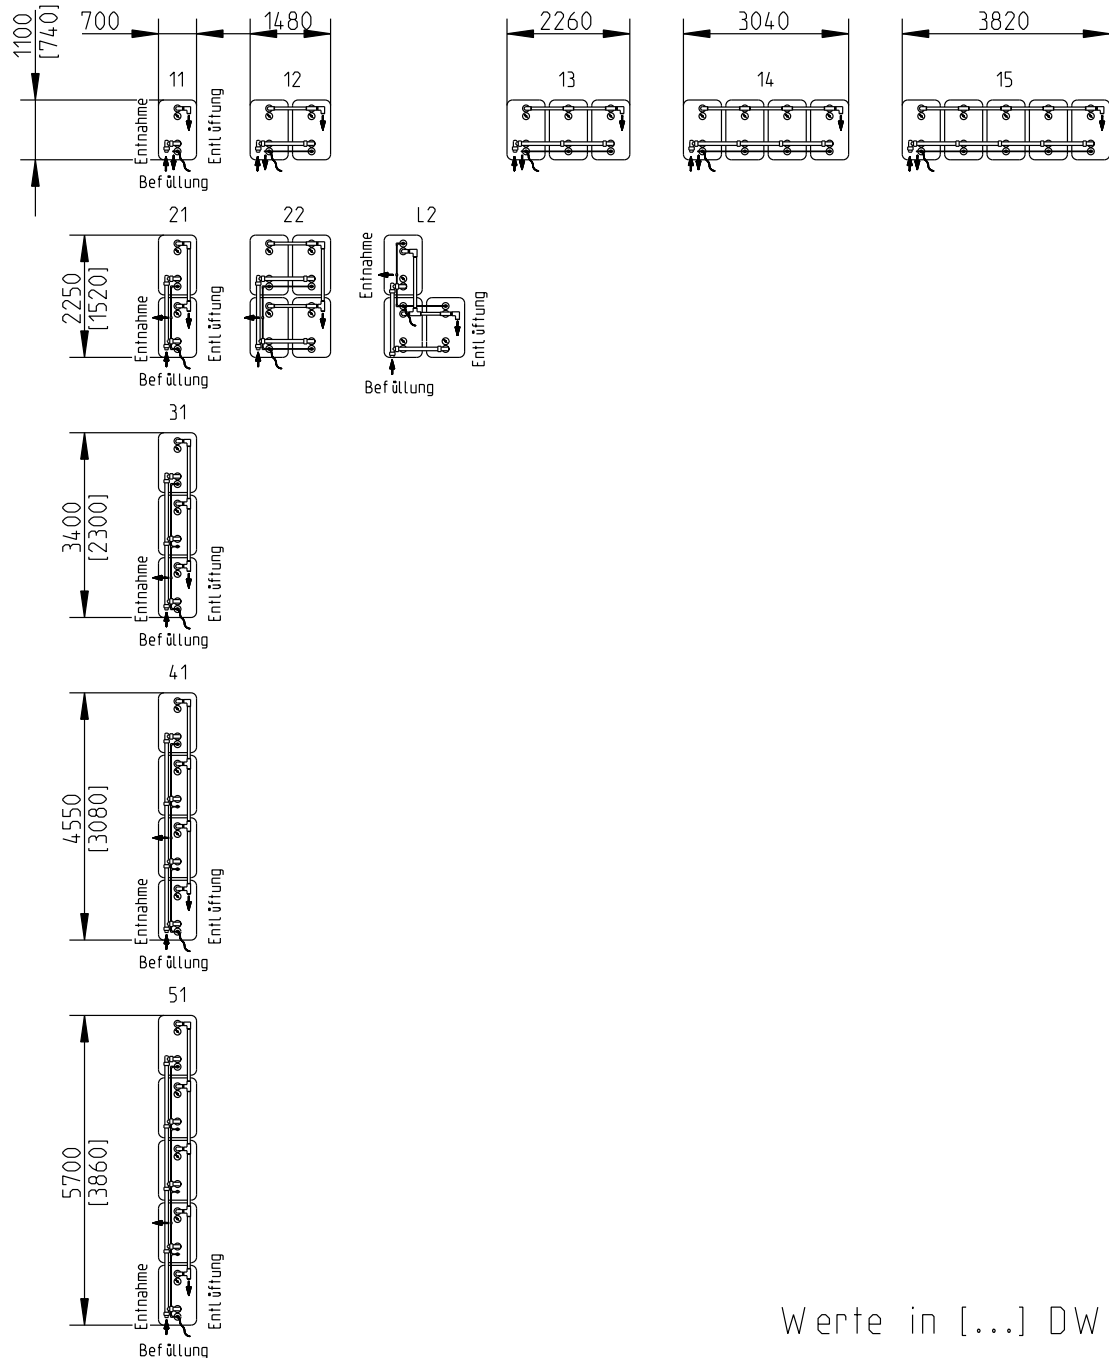 700
1480
2260
3040
3820
1100
[740]
11
12
13
14
15
Entnahme
Entlüftung
Befüllung
21
22
L2
2250
[1520]
Entnahme
Entlüftung
Befüllung
Entnahme
Entlüftung
Befüllung
31
3400
[2300]
Entnahme
Entlüftung
Befüllung
41
4550
[3080]
Entnahme
Entlüftung
Befüllung
51
5700
[3860]
Entnahme
Entlüftung
Befüllung
Werte in [...] DW